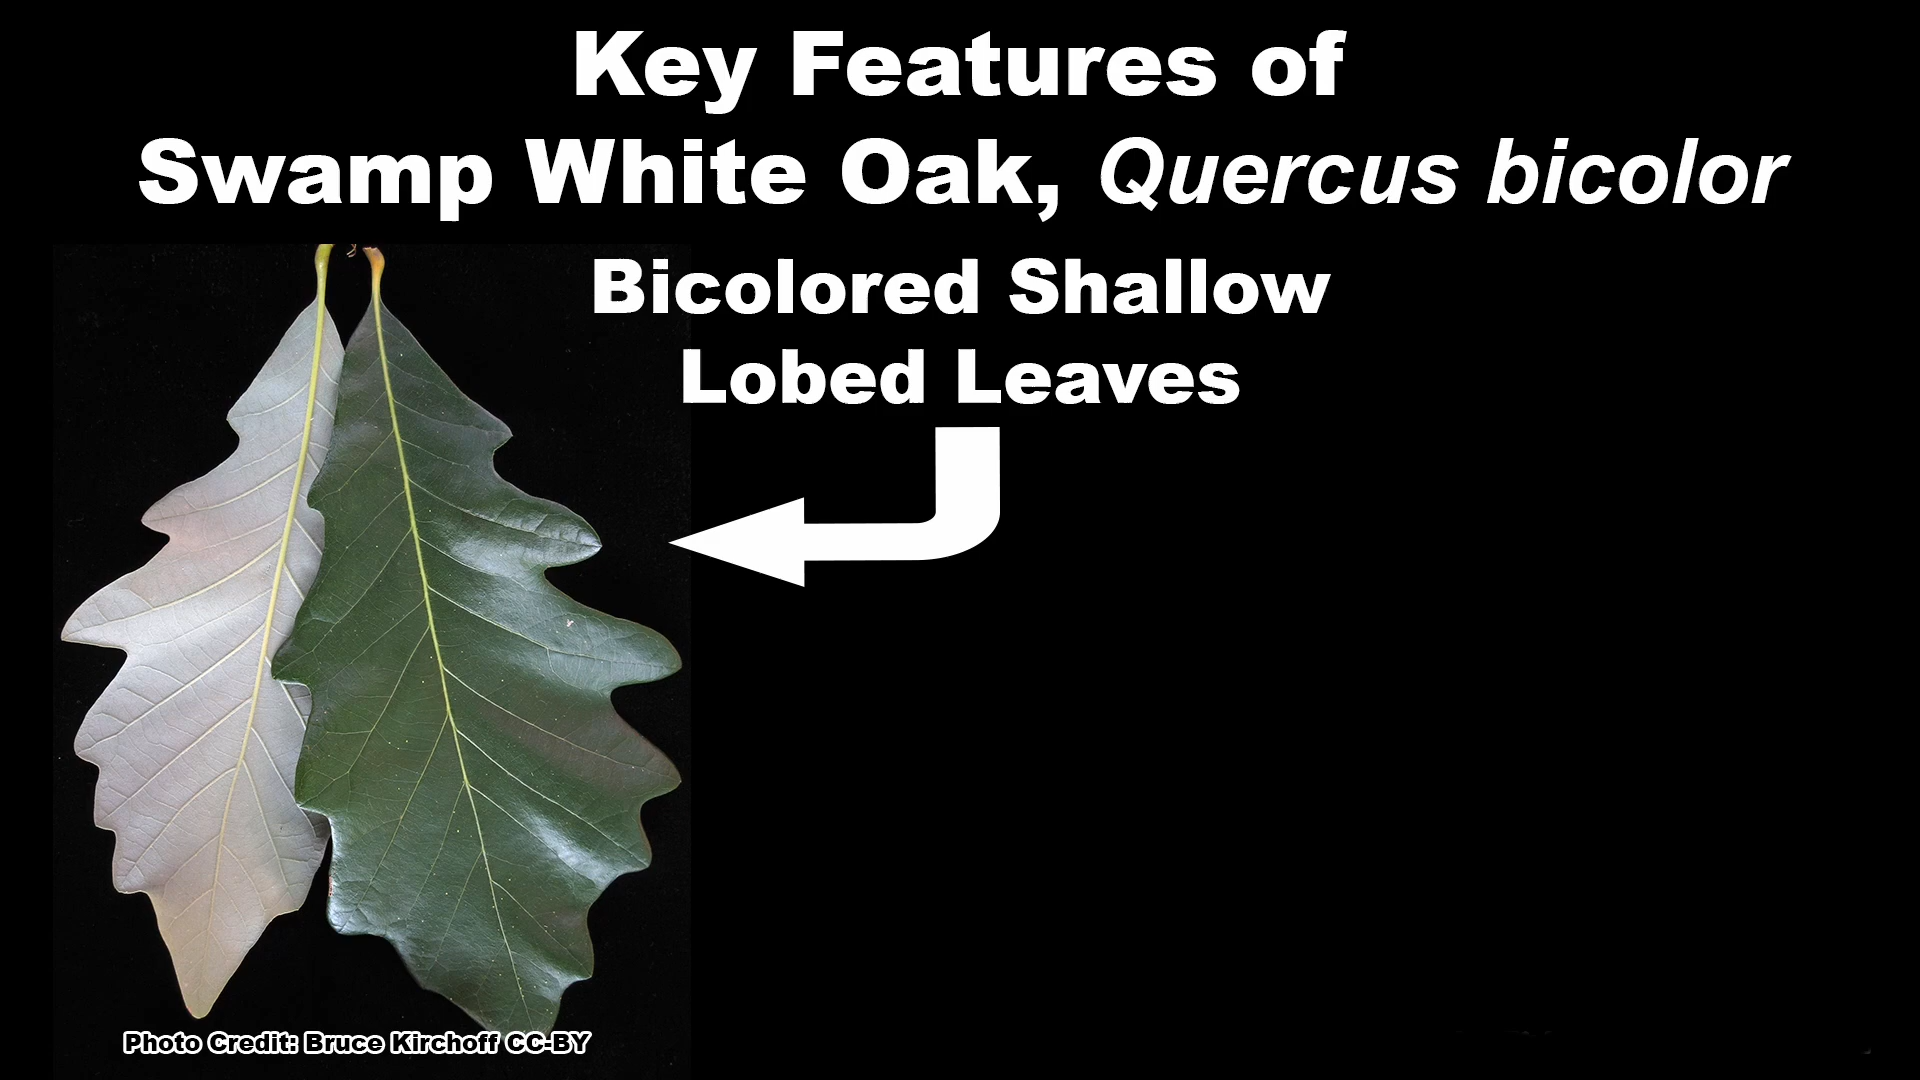 Key Features of
Swamp White Oak, Quercus bicolor
Bicolored Shallow
Lobed Leaves
Photo Credit: Bruce Kirchoff CC-BY